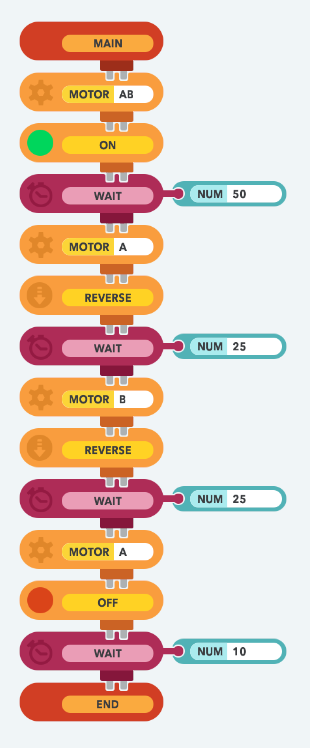 MAIN
MOTOR AB
ON
WAIT NUM 50
MOTOR A
REVERSE
WAIT NUM 25
MOTOR B
REVERSE
WAIT NUM 25
MOTOR A
OFF
WAIT NUM 10
END